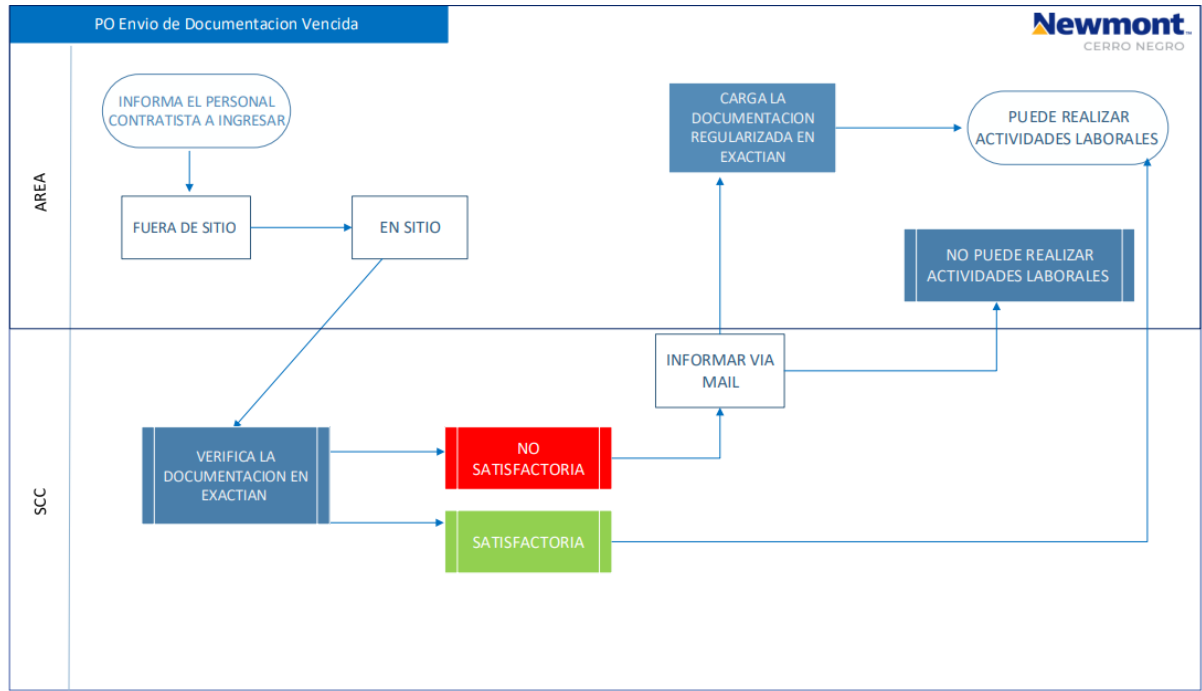 PO Envio de Documentacion Vencida
Newmont™
CERRO NEGRO
AREA
INFORMA EL PERSONAL
CONTRATISTA A INGRESAR
CARGA LA
DOCUMENTACION
REGULARIZADA EN
EXACTIAN
PUEDE REALIZAR
ACTIVIDADES LABORALES
FUERA DE SITIO
EN SITIO
NO PUEDE REALIZAR
ACTIVIDADES LABORALES
SCC
INFORMAR VIA
MAIL
VERIFICA LA
DOCUMENTACION EN
EXACTIAN
NO
SATISFACTORIA
SATISFACTORIA